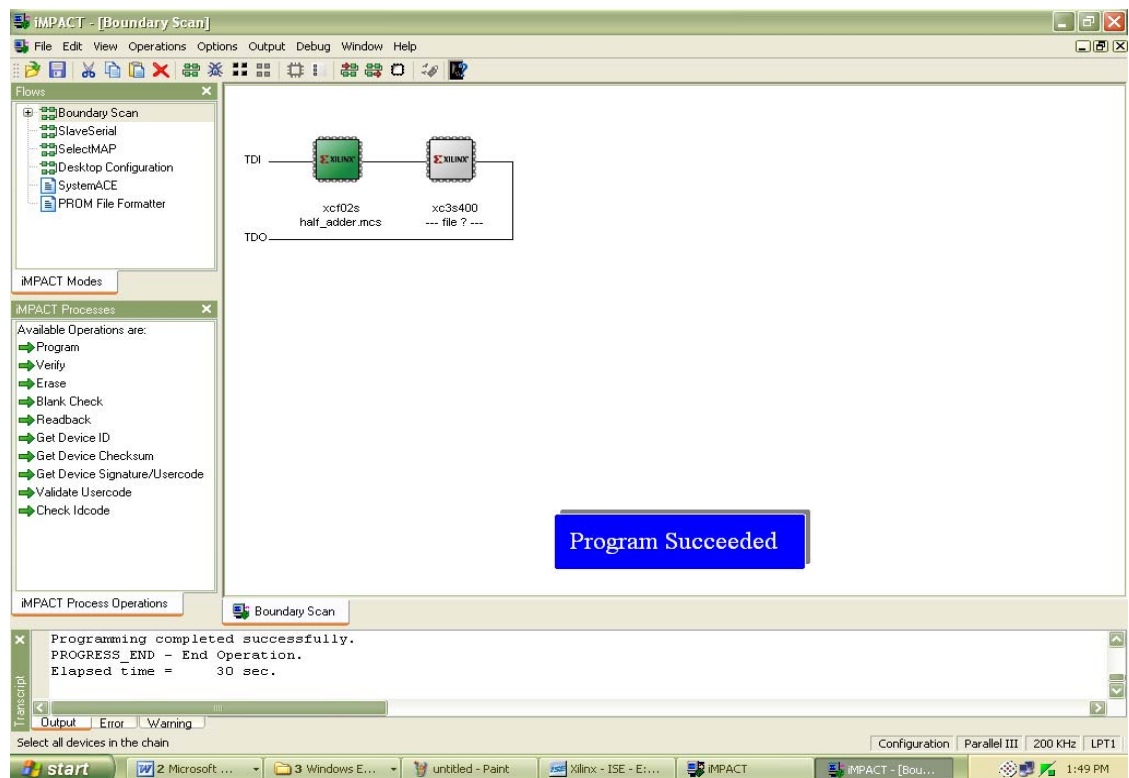 iMPACT - [Boundary Scan]
File Edit View Operations Options Output Debug Window Help
Flows
Boundary Scan
SlaveSerial
SelectMAP
Desktop Configuration
SystemACE
PROM File Formatter
iMPACT Modes
iMPACT Processes
Available Operations are:
Program
Verify
Erase
Blank Check
Readback
Get Device ID
Get Device Checksum
Get Device Signature/Usercode
Validate Usercode
Check Idcode
iMPACT Process Operations
TDI
XILINX
XILINX
xcf02s
half_adder.mcs
xc3s400
--- file ? ---
TDO
Program Succeeded
Boundary Scan
Programming completed successfully.
PROGRESS_END - End Operation.
Elapsed time = 30 sec.
Transcript
Output Error Warning
Select all devices in the chain
Configuration Parallel III 200 KHz LPT1
start 2 Microsoft ... 3 Windows E... untitled - Paint Xilinx - ISE - E:... iMPACT iMPACT - [Bou... 1:49 PM